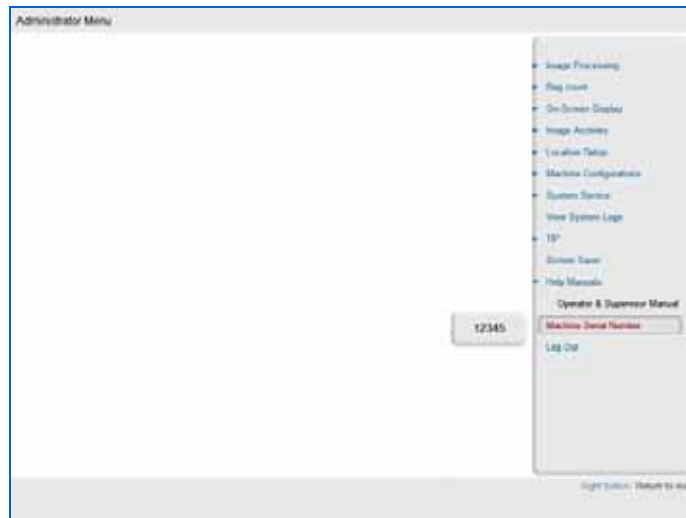 Administrator Menu
Image Processing
Bag count
On-Screen Display
Image Archives
Location Setup
Machine Configurations
System Service
View System Logs
TIP
Screen Saver
Help Manuals
Operator & Supervisor Manual
12345
Machine Serial Number
Log Out
Right button: Return to